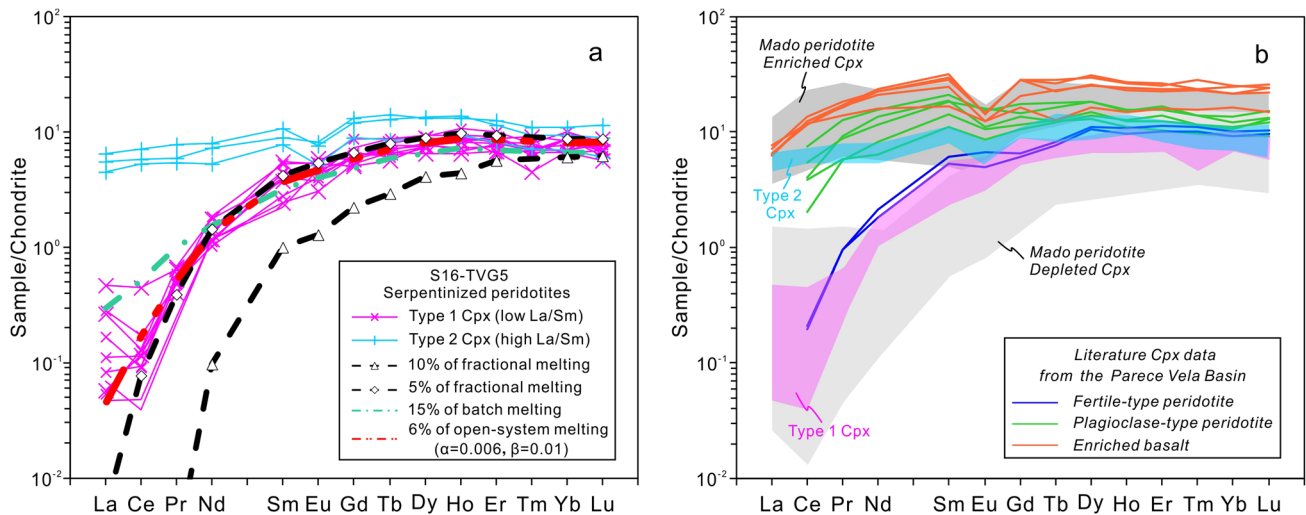 10²
10¹
10⁰
10⁻¹
10⁻²
Sample/Chondrite
a
S16-TVG5
Serpentinized peridotites
Type 1 Cpx (low La/Sm)
Type 2 Cpx (high La/Sm)
10% of fractional melting
5% of fractional melting
15% of batch melting
6% of open-system melting
(α=0.006, β=0.01)
La Ce Pr Nd Sm Eu Gd Tb Dy Ho Er Tm Yb Lu
10²
10¹
10⁰
10⁻¹
10⁻²
Sample/Chondrite
b
Mado peridotite
Enriched Cpx
Type 2
Cpx
Mado peridotite
Depleted Cpx
Type 1 Cpx
Literature Cpx data
from the Parece Vela Basin
Fertile-type peridotite
Plagioclase-type peridotite
Enriched basalt
La Ce Pr Nd Sm Eu Gd Tb Dy Ho Er Tm Yb Lu